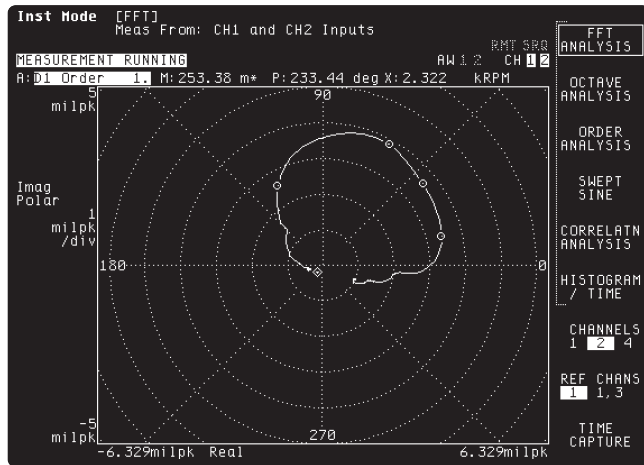 Inst Mode [FFT]
Meas From: CH1 and CH2 Inputs
RMT SRQ
MEASUREMENT RUNNING AW 1 2 CH 1 2
A: D1 Order 1. M:253.38 m* P:233.44 deg X:2.322 kRPM
5
milpk
90
Imag
Polar
1
milpk
/div
180
0
-5
milpk
270
-6.329milpk Real 6.329milpk
FFT
ANALYSIS
OCTAVE
ANALYSIS
ORDER
ANALYSIS
SWEPT
SINE
CORRELATN
ANALYSIS
HISTOGRAM
/ TIME
CHANNELS
1 2 4
REF CHANS
1 1,3
TIME
CAPTURE